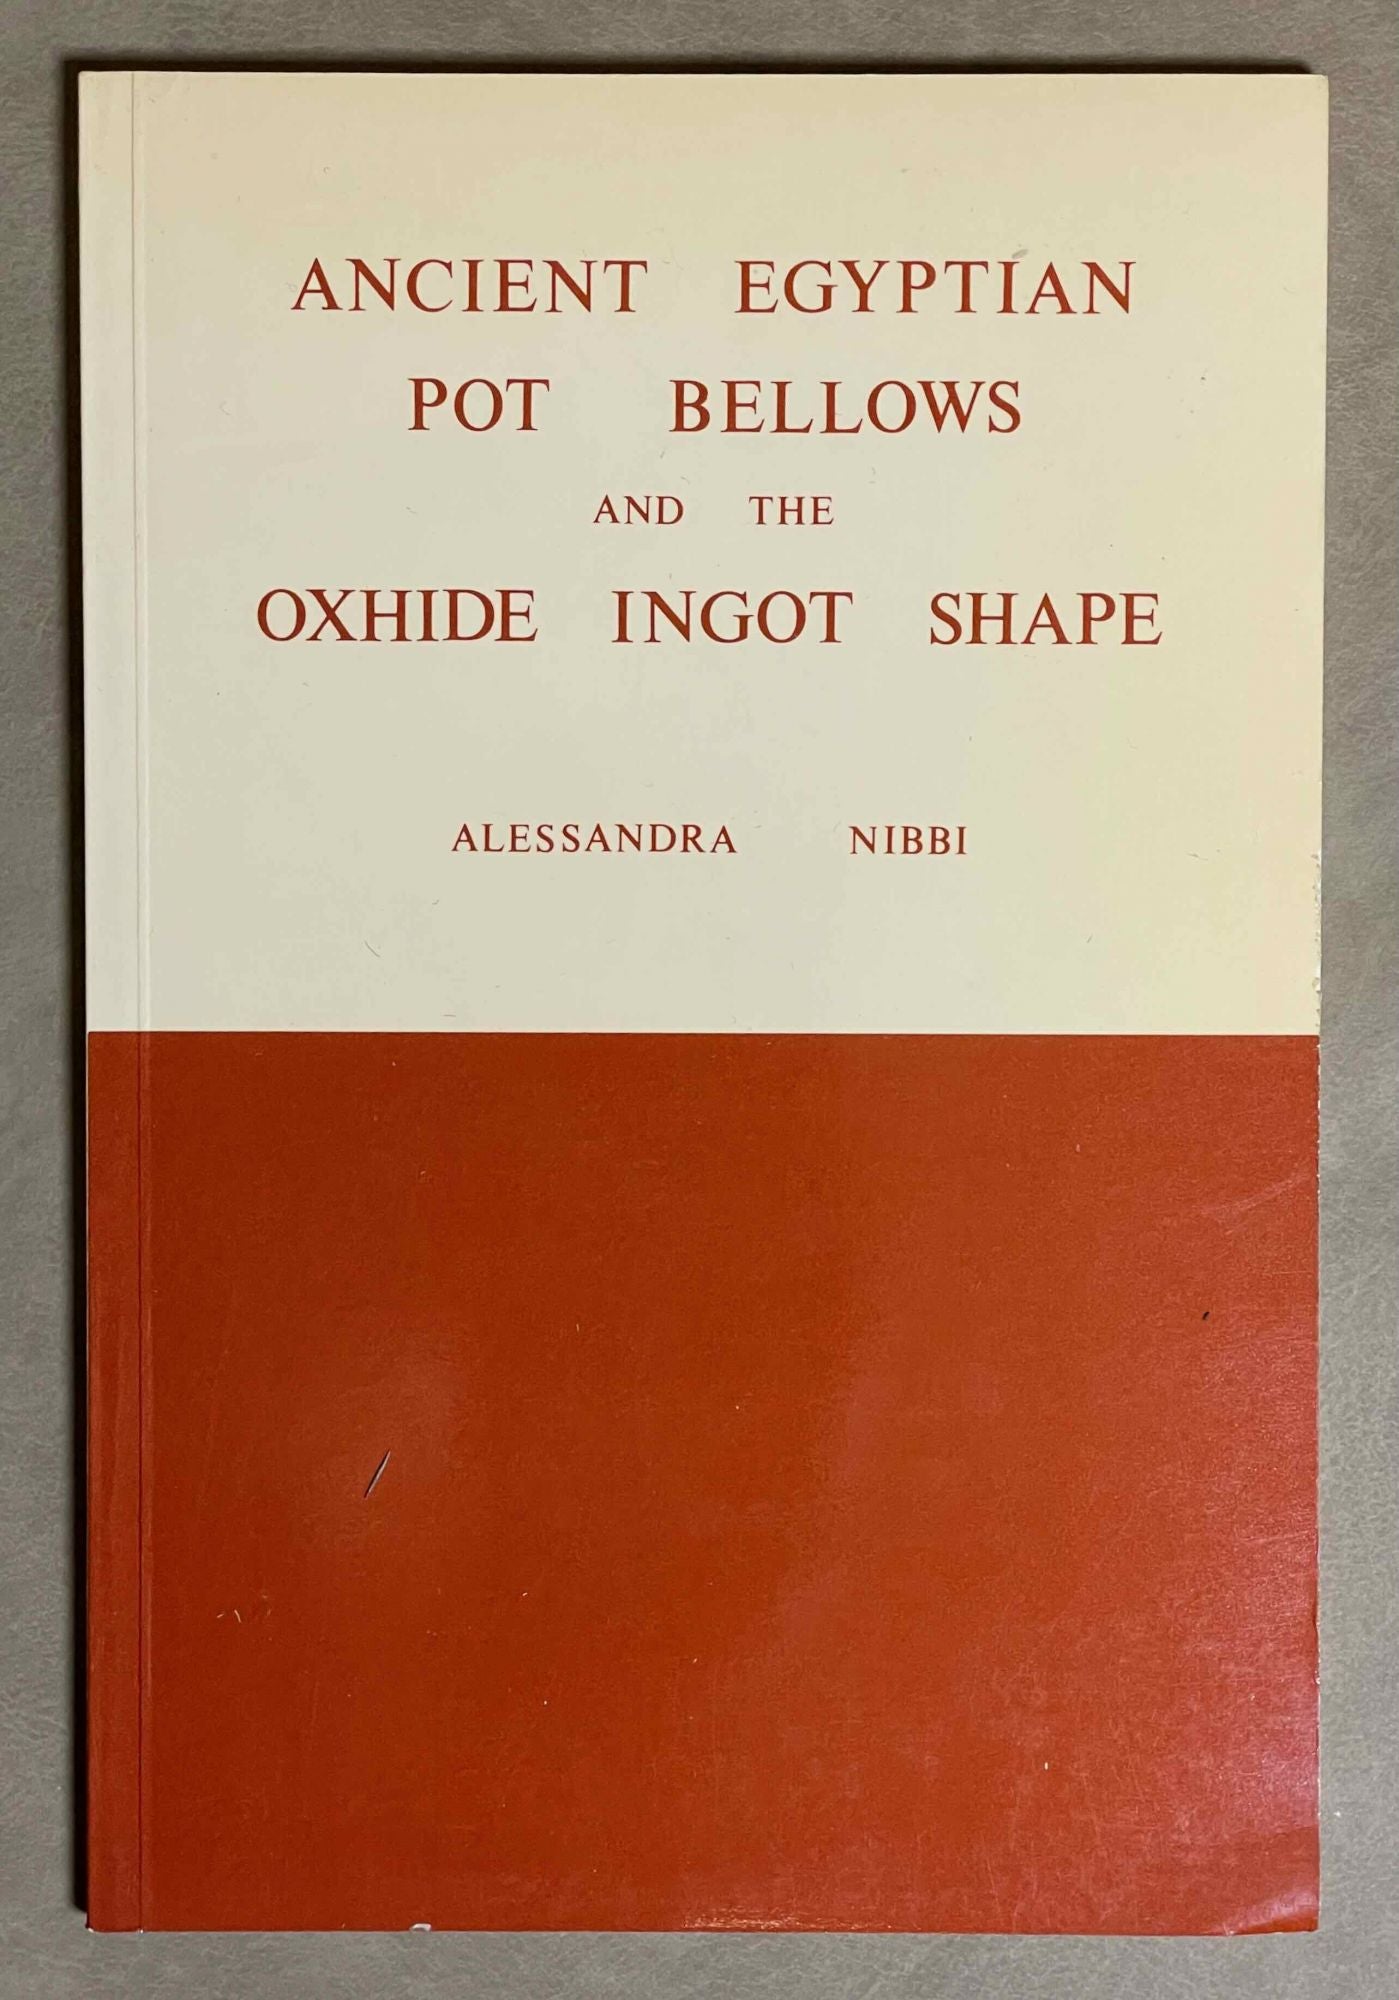 ANCIENT EGYPTIAN
POT BELLOWS
AND THE
OXHIDE INGOT SHAPE
ALESSANDRA NIBBI